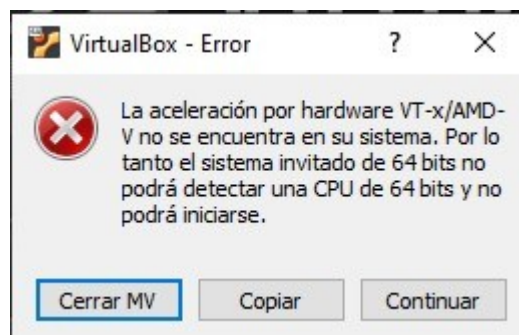 VirtualBox - Error
La aceleración por hardware VT-x/AMD-
V no se encuentra en su sistema. Por lo
tanto el sistema invitado de 64 bits no
podrá detectar una CPU de 64 bits y no
podrá iniciarse.
Cerrar MV Copiar Continuar